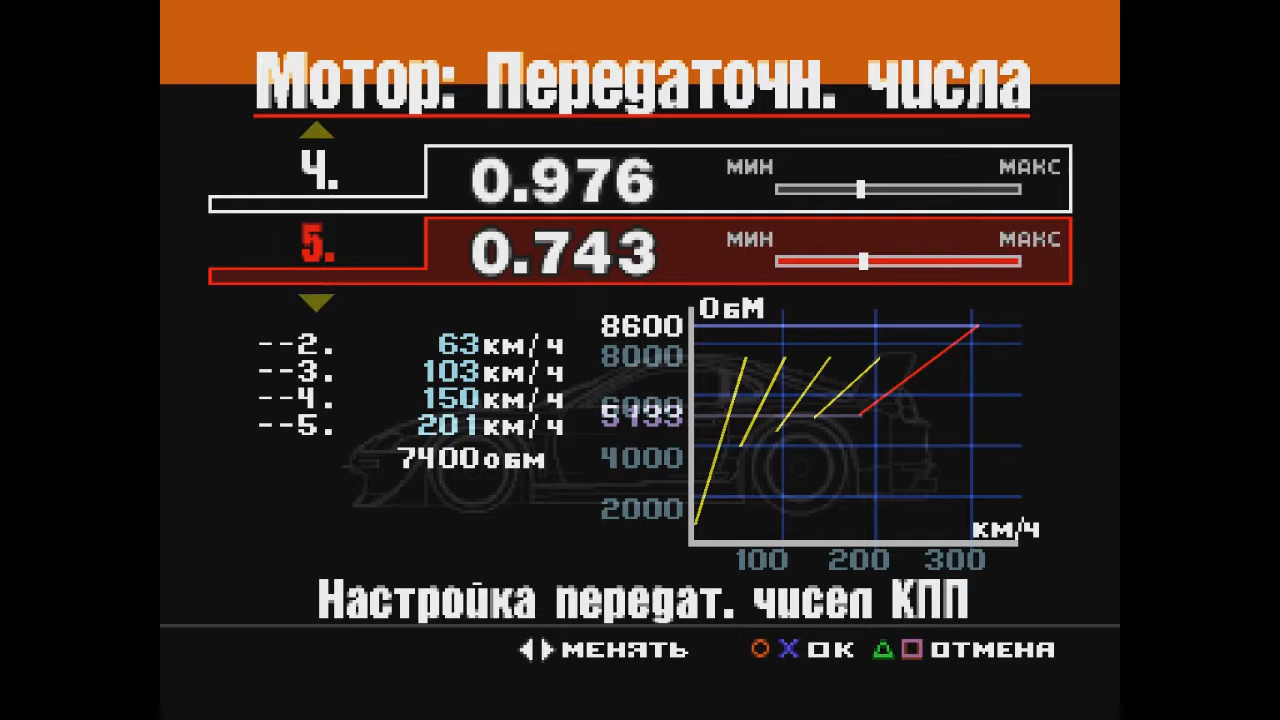 Мотор: Передаточн. числа
4. 0.976 МИН МАКС
5. 0.743 МИН МАКС
ОбМ
8600
--2. 63км/ч
8000
--3. 103км/ч
--4. 150км/ч
6000
5133
--5. 201км/ч
7400обм
4000
2000
км/ч
100 200 300
Настройка передат. чисел КПП
МЕНЯТЬ ОК ОТМЕНА